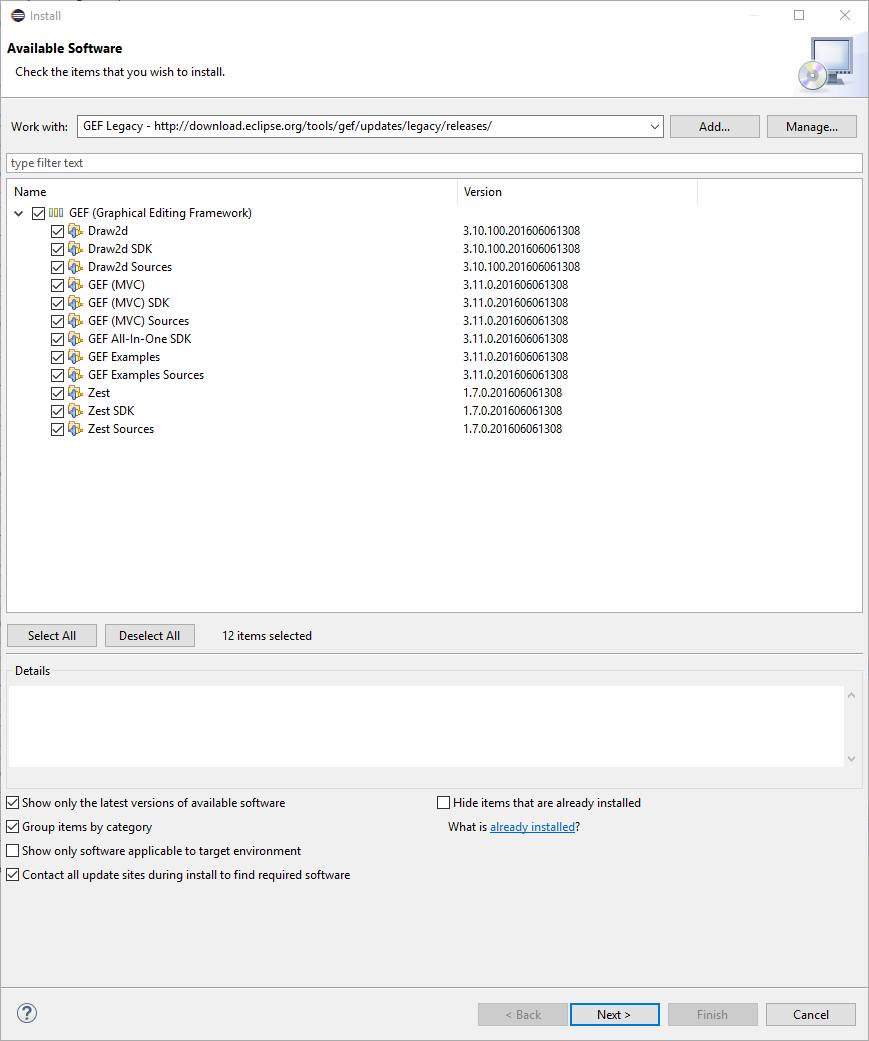 Install
Available Software
Check the items that you wish to install.
Work with: GEF Legacy - http://download.eclipse.org/tools/gef/updates/legacy/releases/ Add... Manage...
type filter text
Name Version
GEF (Graphical Editing Framework)
Draw2d 3.10.100.201606061308
Draw2d SDK 3.10.100.201606061308
Draw2d Sources 3.10.100.201606061308
GEF (MVC) 3.11.0.201606061308
GEF (MVC) SDK 3.11.0.201606061308
GEF (MVC) Sources 3.11.0.201606061308
GEF All-In-One SDK 3.11.0.201606061308
GEF Examples 3.11.0.201606061308
GEF Examples Sources 3.11.0.201606061308
Zest 1.7.0.201606061308
Zest SDK 1.7.0.201606061308
Zest Sources 1.7.0.201606061308
Select All Deselect All 12 items selected
Details
Show only the latest versions of available software Hide items that are already installed
Group items by category What is already installed?
Show only software applicable to target environment
Contact all update sites during install to find required software
? < Back Next > Finish Cancel